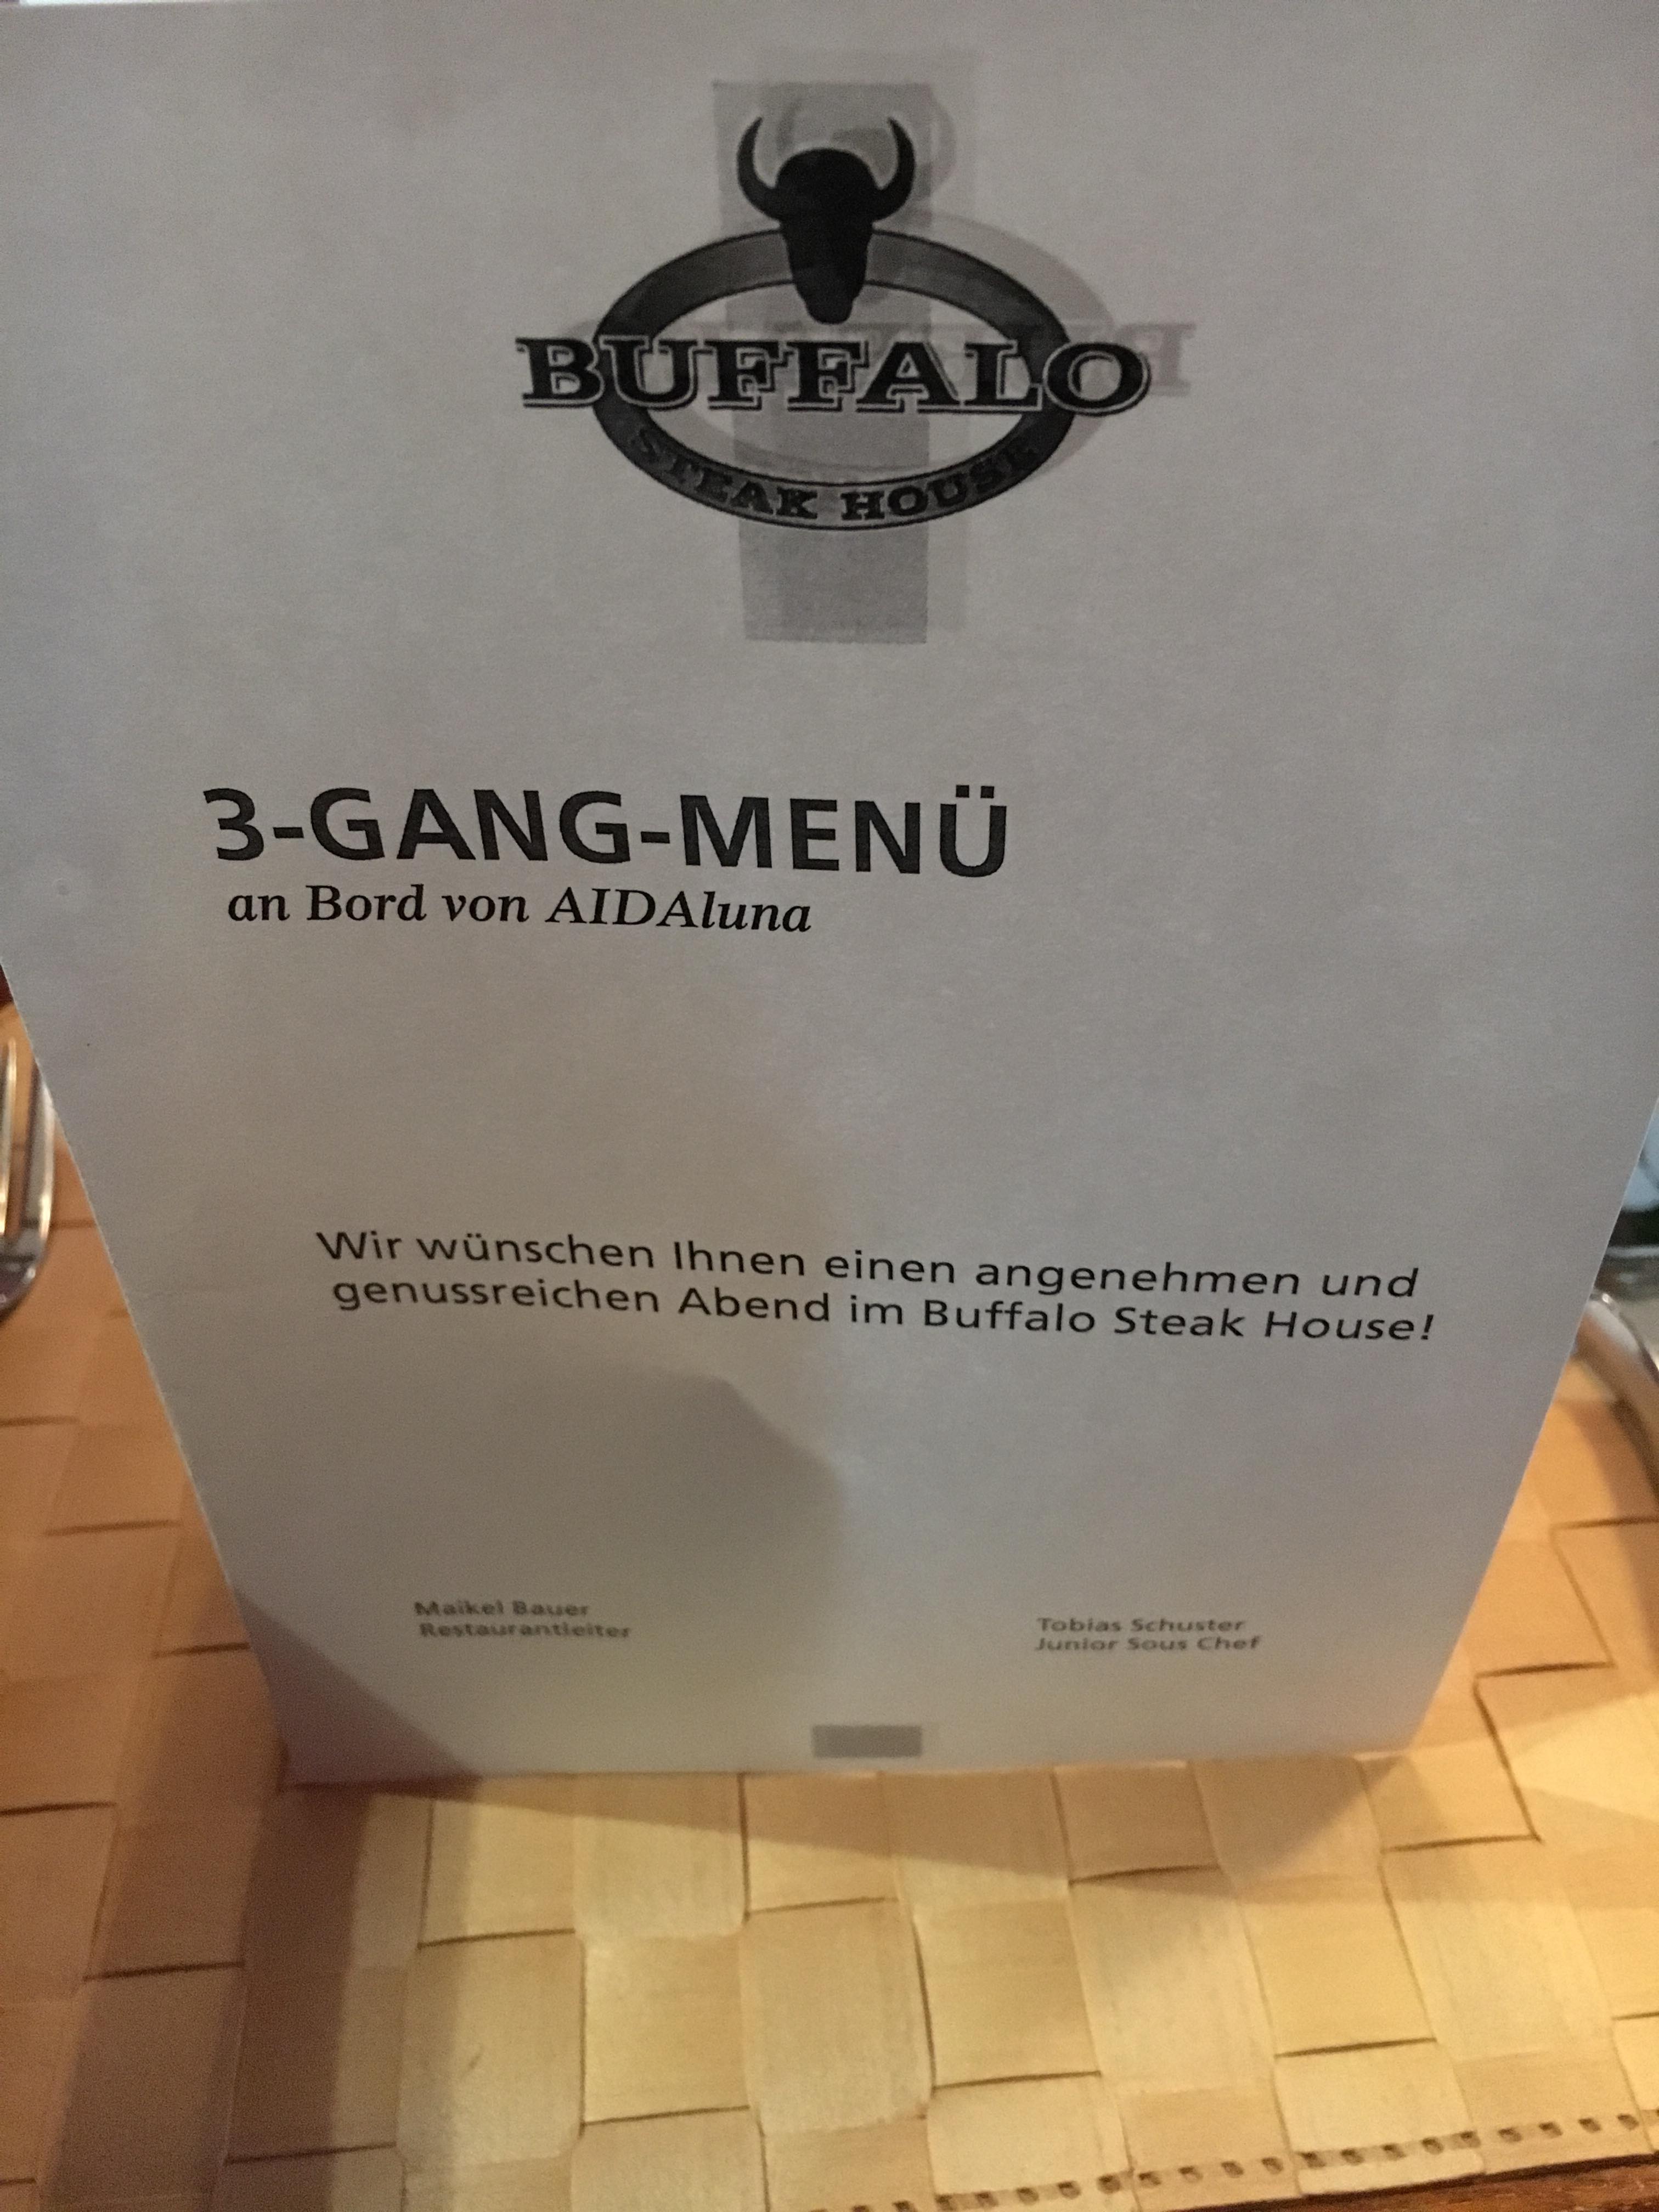 BUFFALO
STEAK HOUSE
3-GANG-MENÜ
an Bord von AIDAluna
Wir wünschen Ihnen einen angenehmen und
genussreichen Abend im Buffalo Steak House!
Maikel Bauer
Restaurantleiter
Tobias Schuster
Junior Sous Chef